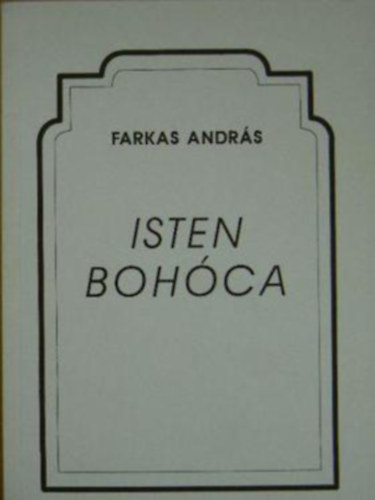 FARKAS ANDRÁS
ISTEN
BOHÓCA